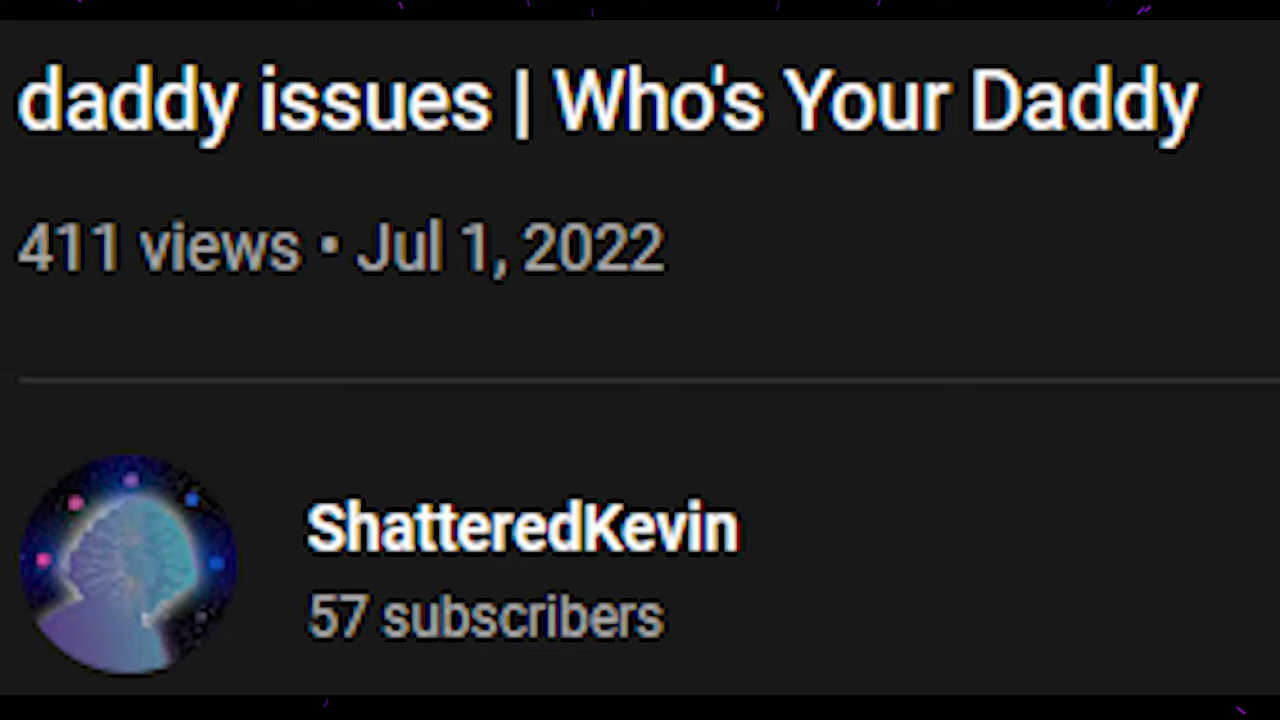 daddy issues | Who's Your Daddy
411 views • Jul 1, 2022
ShatteredKevin
57 subscribers